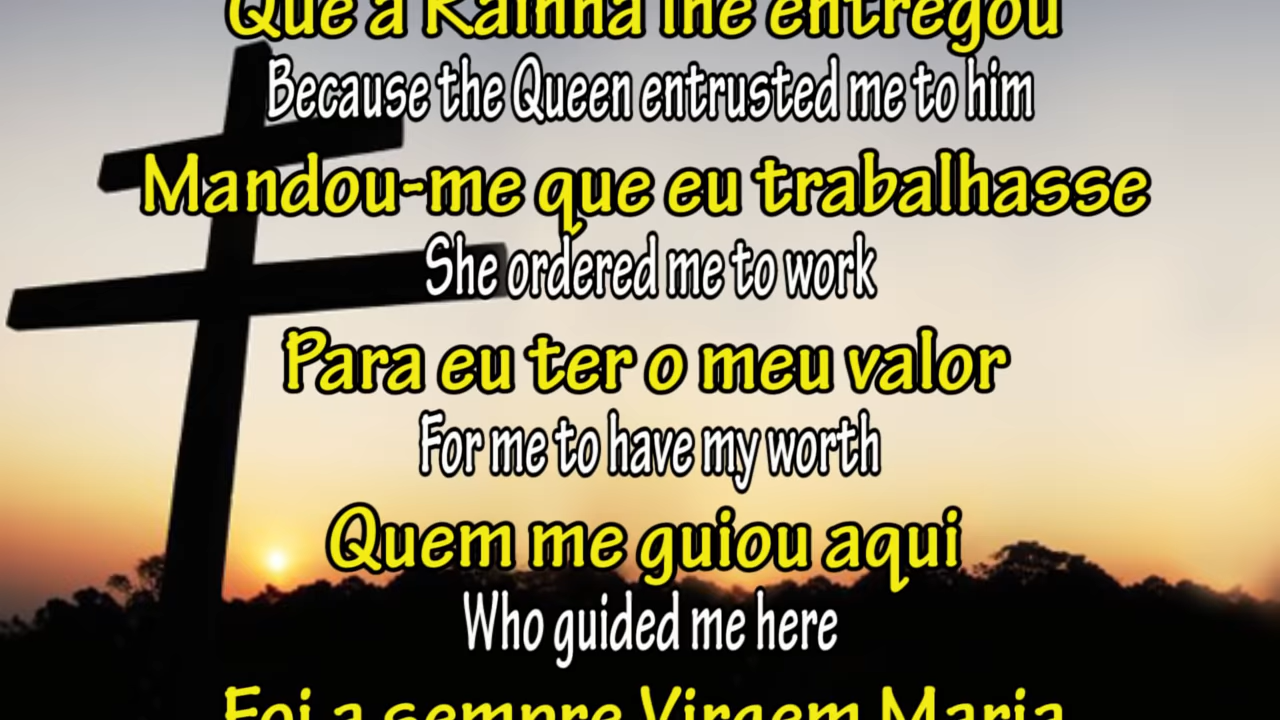 Que a Rainha lhe entregou
Because the Queen entrusted me to him
Mandou-me que eu trabalhasse
She ordered me to work
Para eu ter o meu valor
For me to have my worth
Quem me guiou aqui
Who guided me here
Foi a sempre Virgem Maria